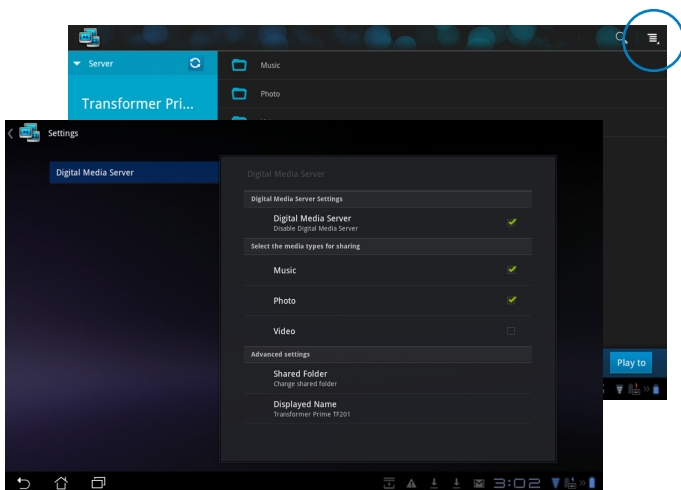 Server
Music
Transformer Pri...
Photo
Settings
Digital Media Server
Digital Media Server
Digital Media Server Settings
Digital Media Server
Disable Digital Media Server
Select the media types for sharing
Music
Photo
Video
Advanced settings
Shared Folder
Change shared folder
Displayed Name
Transformer Prime TF201
Play to
3:02